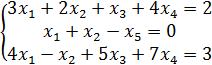 3x₁ + 2x₂ + x₃ + 4x₄ = 2
x₁ + x₂ − x₅ = 0
4x₁ − x₂ + 5x₃ + 7x₄ = 3